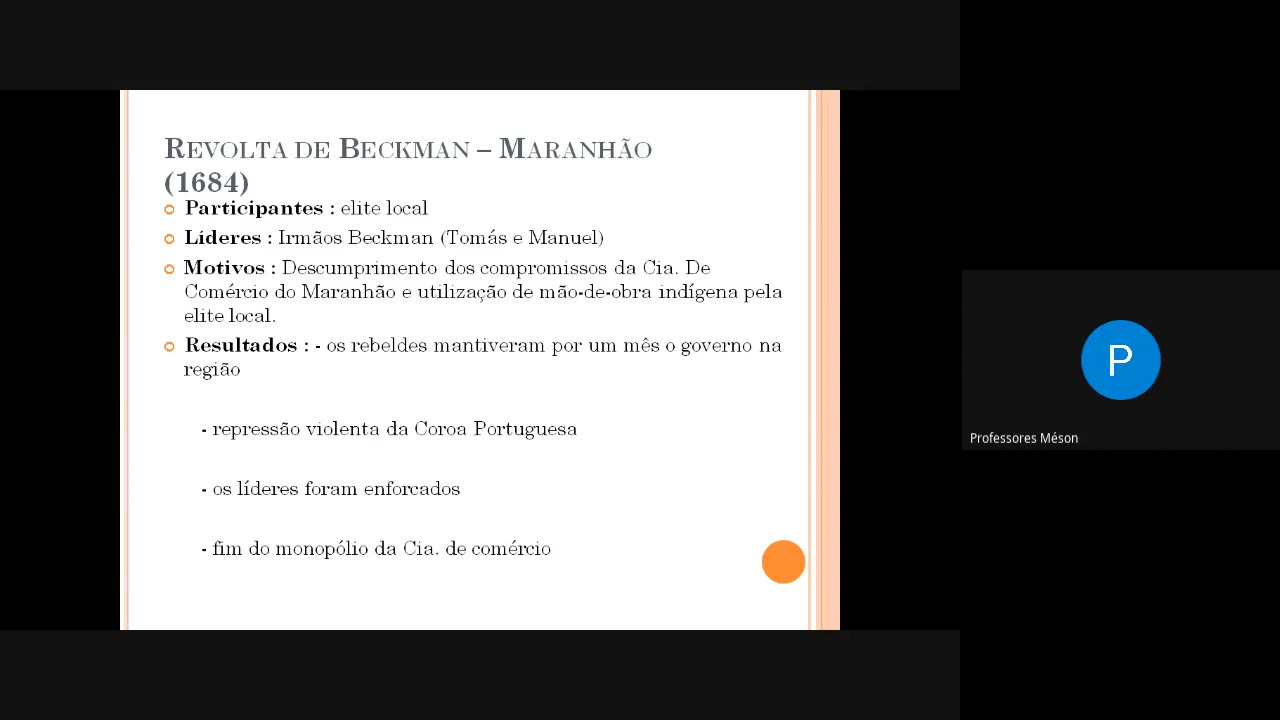 REVOLTA DE BECKMAN – MARANHÃO
(1684)
Participantes : elite local
Líderes : Irmãos Beckman (Tomás e Manuel)
Motivos : Descumprimento dos compromissos da Cia. De
Comércio do Maranhão e utilização de mão-de-obra indígena pela
elite local.
Resultados : - os rebeldes mantiveram por um mês o governo na
região
- repressão violenta da Coroa Portuguesa
- os líderes foram enforcados
- fim do monopólio da Cia. de comércio
P
Professores Méson